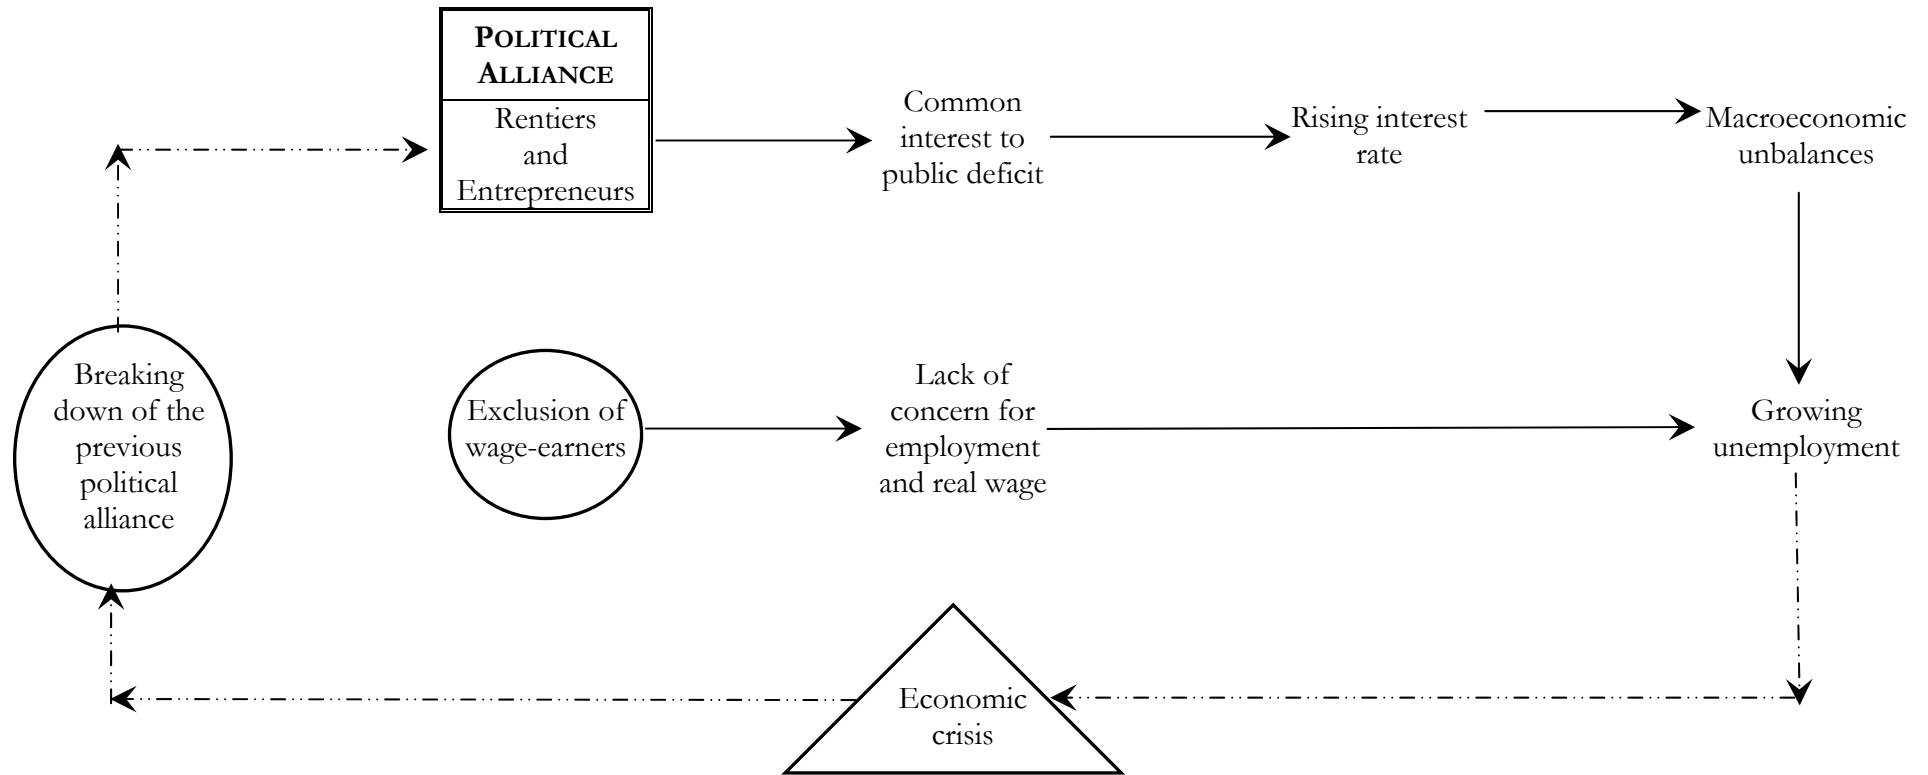 POLITICAL
ALLIANCE
Rentiers
and
Entrepreneurs
Common
interest to
public deficit
Rising interest
rate
Macroeconomic
unbalances
Breaking
down of the
previous
political
alliance
Exclusion of
wage-earners
Lack of
concern for
employment
and real wage
Growing
unemployment
Economic
crisis